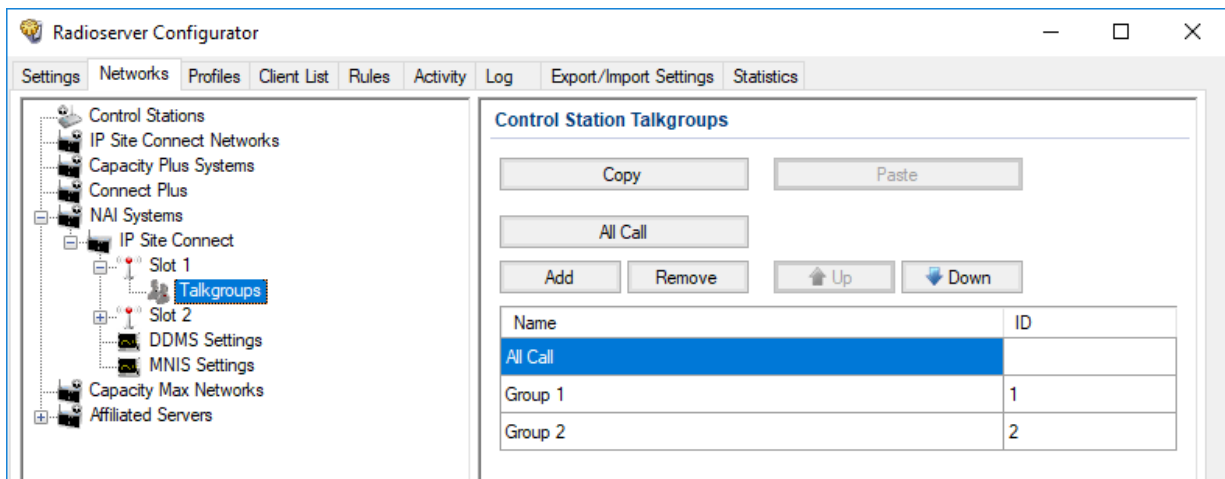 Radioserver Configurator
Settings Networks Profiles Client List Rules Activity Log Export/Import Settings Statistics
Control Stations
IP Site Connect Networks
Capacity Plus Systems
Connect Plus
NAI Systems
IP Site Connect
Slot 1
Talkgroups
Slot 2
DDMS Settings
MNIS Settings
Capacity Max Networks
Affiliated Servers
Control Station Talkgroups
Copy Paste
All Call
Add Remove Up Down
Name ID
All Call
Group 1 1
Group 2 2